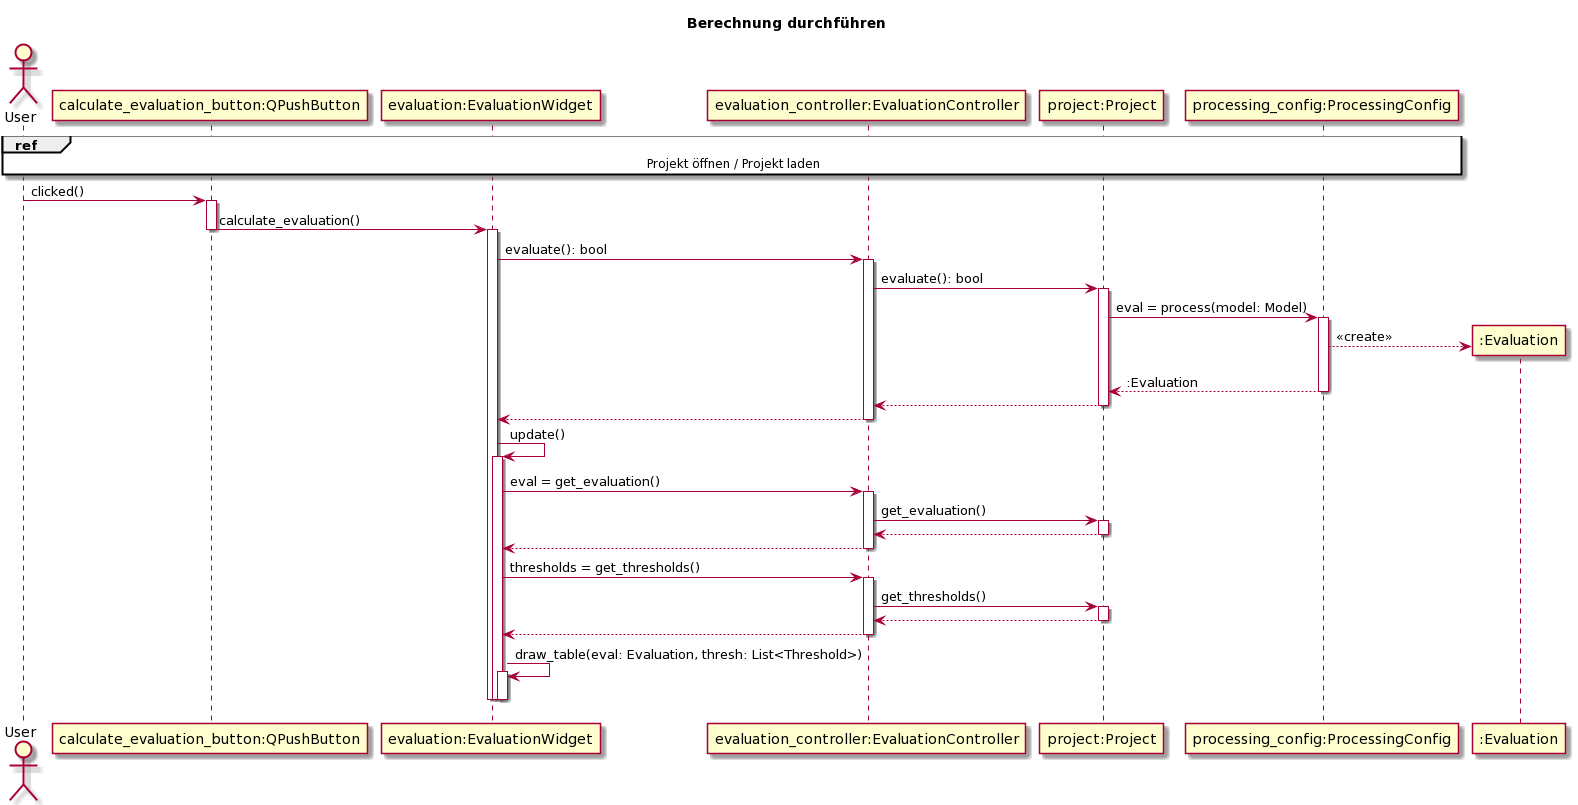 Berechnung durchführen
User
calculate_evaluation_button:QPushButton
evaluation:EvaluationWidget
evaluation_controller:EvaluationController
project:Project
processing_config:ProcessingConfig
ref
Projekt öffnen / Projekt laden
clicked()
calculate_evaluation()
evaluate(): bool
evaluate(): bool
eval = process(model: Model)
«create»
:Evaluation
:Evaluation
update()
eval = get_evaluation()
get_evaluation()
thresholds = get_thresholds()
get_thresholds()
draw_table(eval: Evaluation, thresh: List<Threshold>)
User
calculate_evaluation_button:QPushButton
evaluation:EvaluationWidget
evaluation_controller:EvaluationController
project:Project
processing_config:ProcessingConfig
:Evaluation